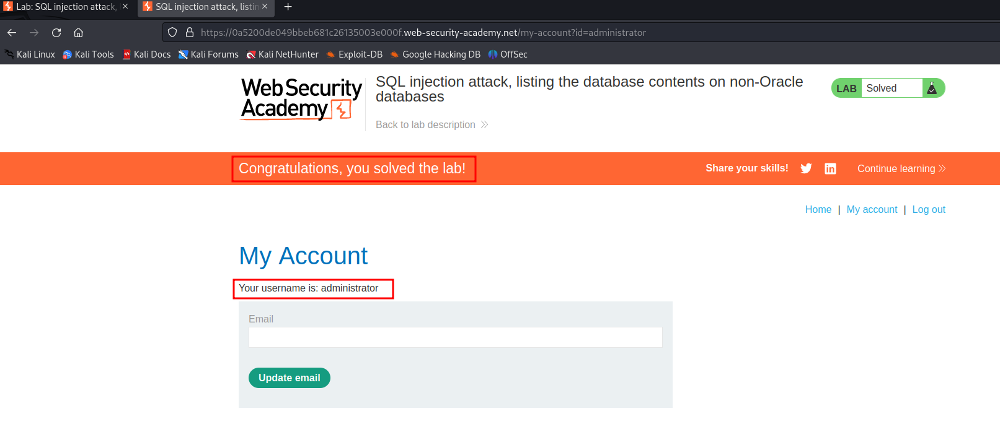 Lab: SQL injection attack,
SQL injection attack, listin
https://0a5200de049bbeb681c26135003e000f.web-security-academy.net/my-account?id=administrator
Kali Linux Kali Tools Kali Docs Kali Forums Kali NetHunter Exploit-DB Google Hacking DB OffSec
Web Security
Academy
SQL injection attack, listing the database contents on non-Oracle
databases
Back to lab description
LAB Solved
Congratulations, you solved the lab!
Share your skills!
Continue learning
Home | My account | Log out
My Account
Your username is: administrator
Email
Update email